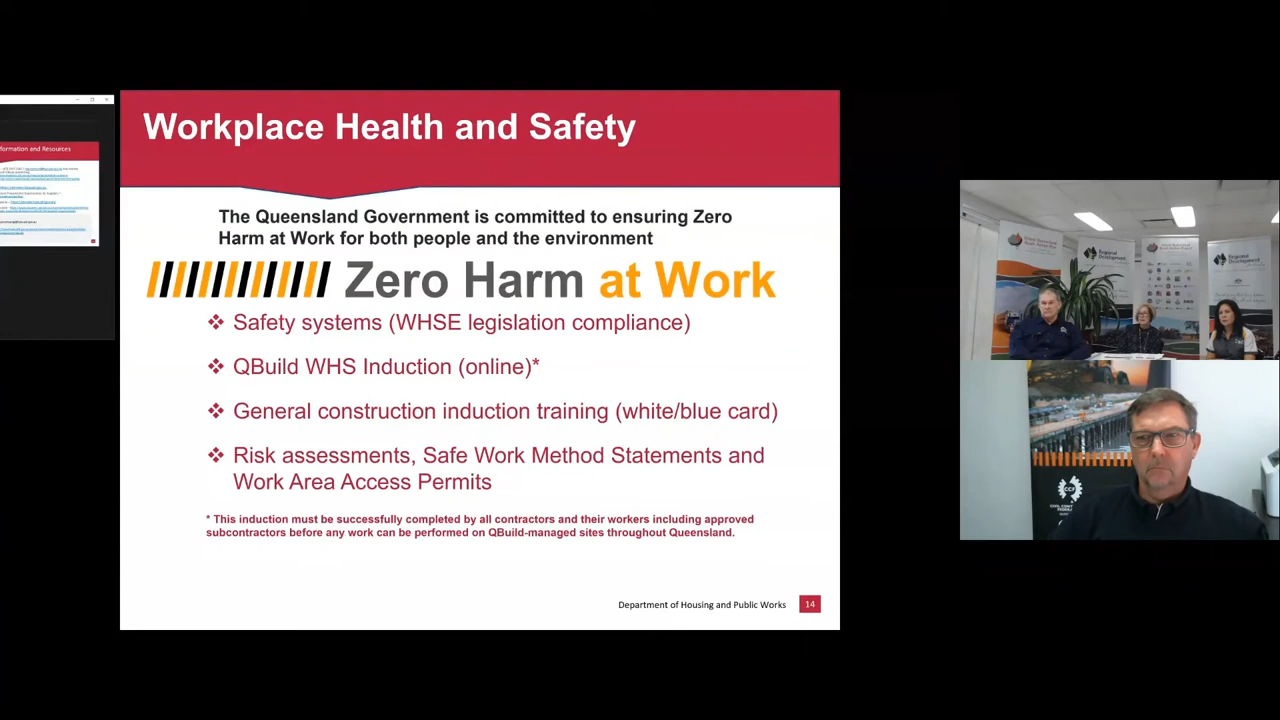 Workplace Health and Safety
The Queensland Government is committed to ensuring Zero
Harm at Work for both people and the environment
Zero Harm at Work
Safety systems (WHSE legislation compliance)
QBuild WHS Induction (online)*
General construction induction training (white/blue card)
Risk assessments, Safe Work Method Statements and
Work Area Access Permits
* This induction must be successfully completed by all contractors and their workers including approved
subcontractors before any work can be performed on QBuild-managed sites throughout Queensland.
Department of Housing and Public Works
14
formation and Resources
Regional
Development
Regional
Development
CCF